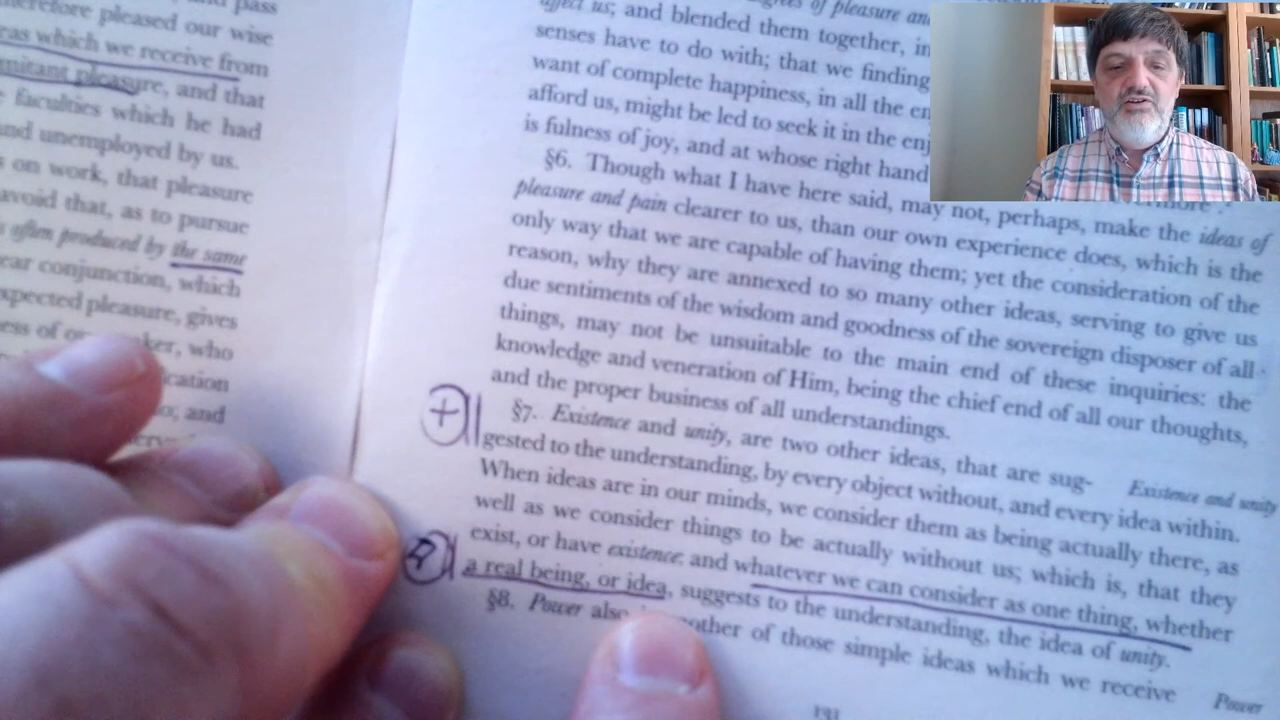 and pass
therefore pleased our wise
eas which we receive from
mitant pleasure, and that
faculties which he had
and unemployed by us.
s on work, that pleasure
avoid that, as to pursue
s often produced by the same
ear conjunction, which
xpected pleasure, gives
ess of our maker, who
ication
and
of pleasure an
affect us; and blended them together, in
senses have to do with; that we finding
want of complete happiness, in all the en
afford us, might be led to seek it in the enj
is fulness of joy, and at whose right hand
§6. Though what I have here said, may not, perhaps, make the ideas of
pleasure and pain clearer to us, than our own experience does, which is the
only way that we are capable of having them; yet the consideration of the
reason, why they are annexed to so many other ideas, serving to give us
due sentiments of the wisdom and goodness of the sovereign disposer of all
things, may not be unsuitable to the main end of these inquiries: the
knowledge and veneration of Him, being the chief end of all our thoughts,
and the proper business of all understandings.
§7. Existence and unity, are two other ideas, that are sug-
Existence and unity
gested to the understanding, by every object without, and every idea within.
When ideas are in our minds, we consider them as being actually there, as
well as we consider things to be actually without us; which is, that they
exist, or have existence: and whatever we can consider as one thing, whether
a real being, or idea, suggests to the understanding, the idea of unity.
§8. Power also other of those simple ideas which we receive
Power
131